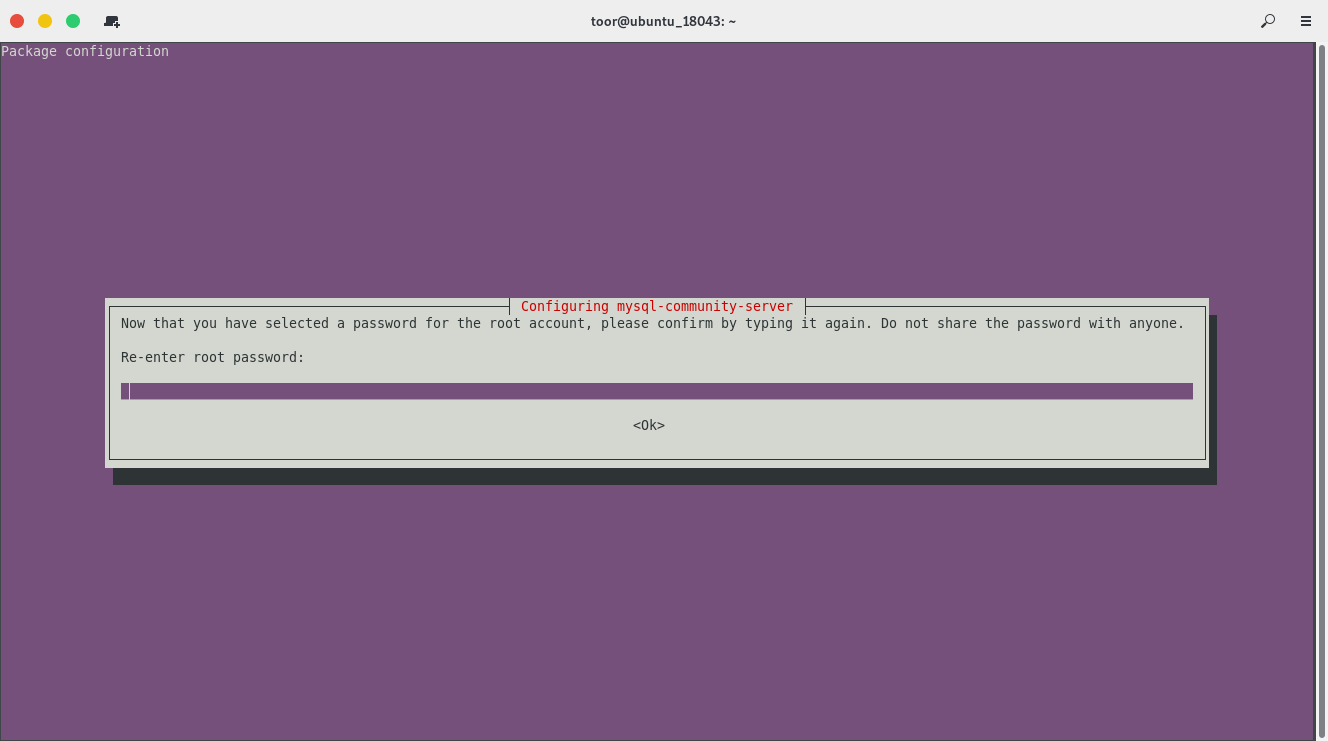 toor@ubuntu_18043: ~
Package configuration
Configuring mysql-community-server
Now that you have selected a password for the root account, please confirm by typing it again. Do not share the password with anyone.
Re-enter root password:
<Ok>